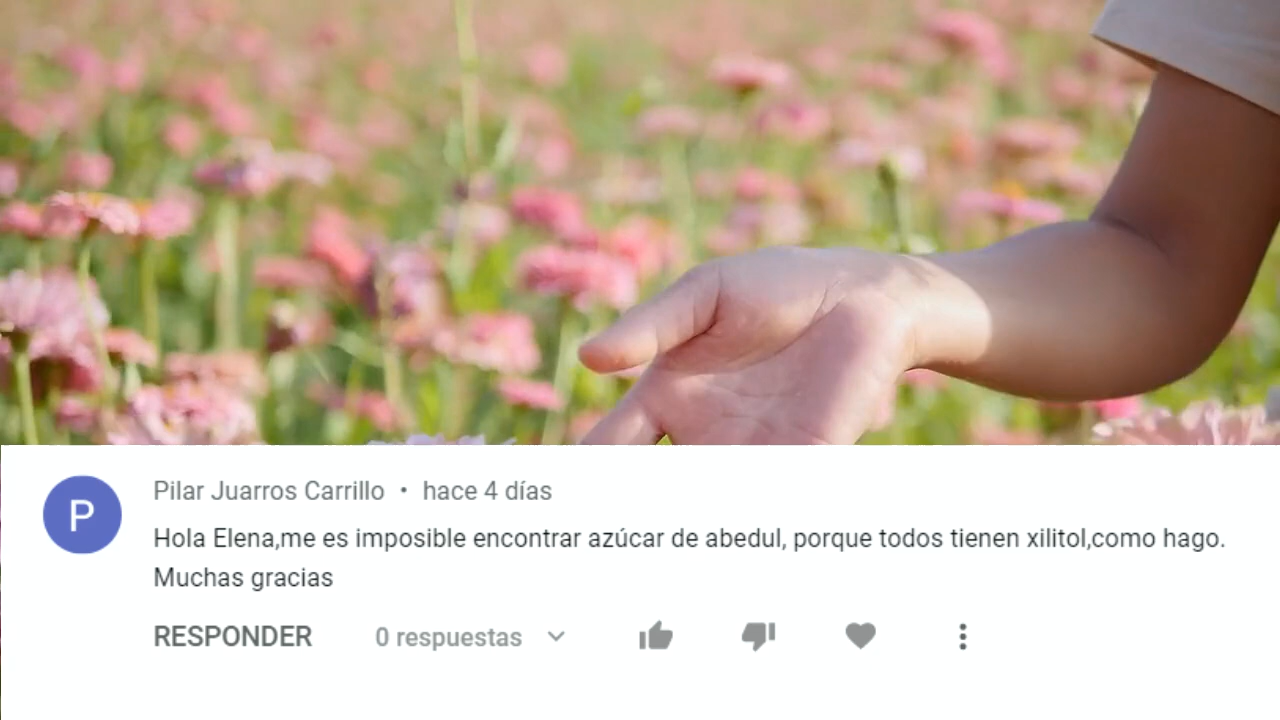 P
Pilar Juarros Carrillo • hace 4 días
Hola Elena,me es imposible encontrar azúcar de abedul, porque todos tienen xilitol,como hago.
Muchas gracias
RESPONDER 0 respuestas